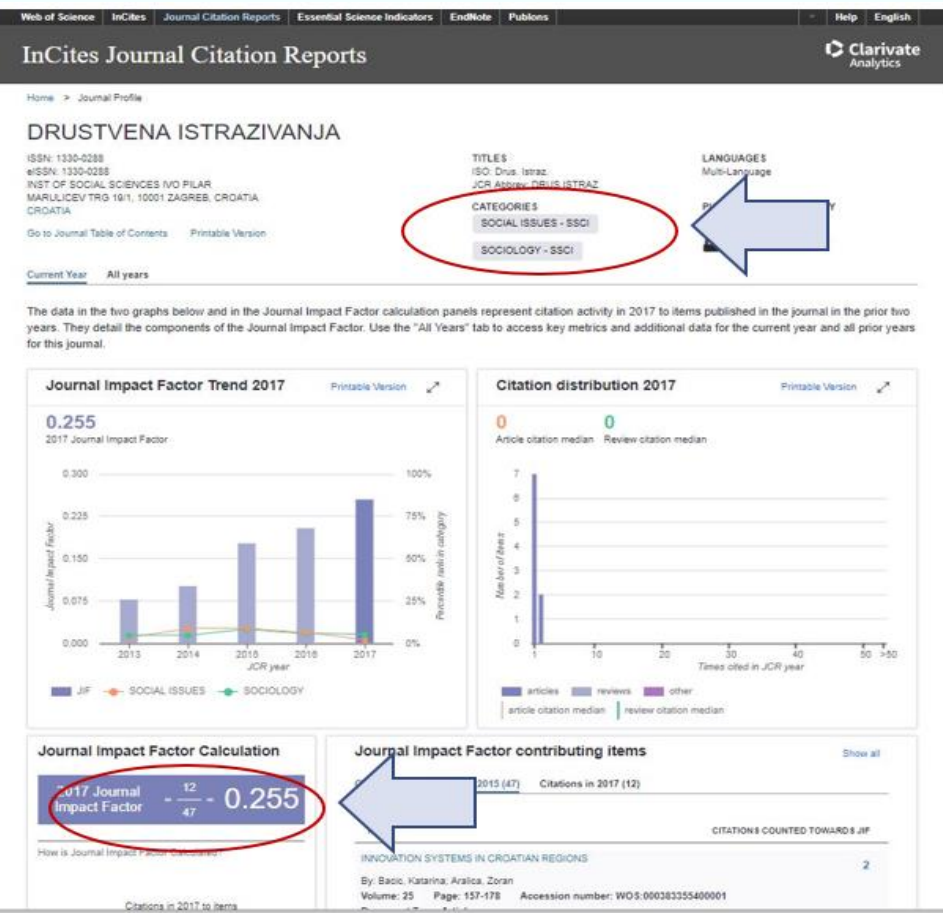 Web of Science InCites Journal Citation Reports Essential Science Indicators EndNote Publons Help English
InCites Journal Citation Reports
Clarivate
Analytics
Home > Journal Profile
DRUSTVENA ISTRAZIVANJA
ISSN: 1330-0288
eISSN: 1330-0288
INST OF SOCIAL SCIENCES IVO PILAR
MARULICEV TRG 19/1, 10001 ZAGREB, CROATIA
CROATIA
Go to Journal Table of Contents Printable Version
TITLES
ISO: Drus. Istraz.
JCR Abbrev: DRUS ISTRAZ
CATEGORIES
SOCIAL ISSUES - SSCI
SOCIOLOGY - SSCI
LANGUAGES
Multi-Language
Current Year All years
The data in the two graphs below and in the Journal Impact Factor calculation panels represent citation activity in 2017 to items published in the journal in the prior two
years. They detail the components of the Journal Impact Factor. Use the "All Years" tab to access key metrics and additional data for the current year and all prior years
for this journal.
Journal Impact Factor Trend 2017 Printable Version
0.255
2017 Journal Impact Factor
0.300 100%
0.225 75%
0.150 50%
0.075 25%
0.000 0%
Journal Impact Factor
Percentile rank in category
2013 2014 2015 2016 2017
JCR year
JIF SOCIAL ISSUES SOCIOLOGY
Citation distribution 2017 Printable Version
0 0
Article citation median Review citation median
7
6
5
4
3
2
1
0
Number of items
1 10 20 30 40 50 >50
Times cited in JCR year
articles reviews other
article citation median review citation median
Journal Impact Factor Calculation
2017 Journal
Impact Factor
12
47
0.255
How is Journal Impact Factor Calculated?
Citations in 2017 to items
Journal Impact Factor contributing items Show all
2015 (47) Citations in 2017 (12)
CITATIONS COUNTED TOWARDS JIF
INNOVATION SYSTEMS IN CROATIAN REGIONS 2
By: Bacic, Katarina; Aralica, Zoran
Volume: 25 Page: 157-178 Accession number: WOS:000383355400001